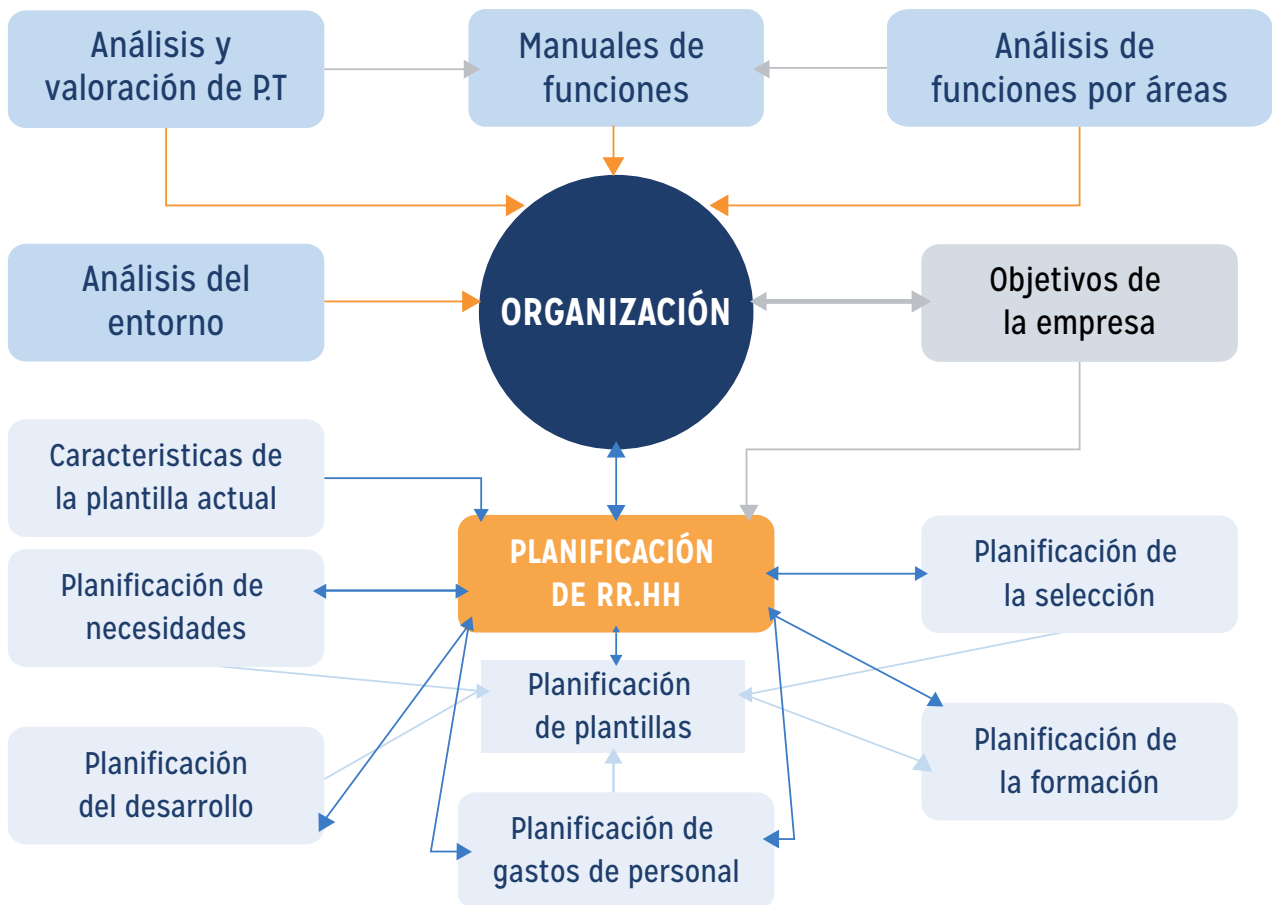 Análisis y
valoración de P.T
Manuales de
funciones
Análisis de
funciones por áreas
Análisis del
entorno
ORGANIZACIÓN
Objetivos de
la empresa
Caracteristicas de
la plantilla actual
PLANIFICACIÓN
DE RR.HH
Planificación de
la selección
Planificación de
necesidades
Planificación
de plantillas
Planificación
del desarrollo
Planificación de
la formación
Planificación de
gastos de personal